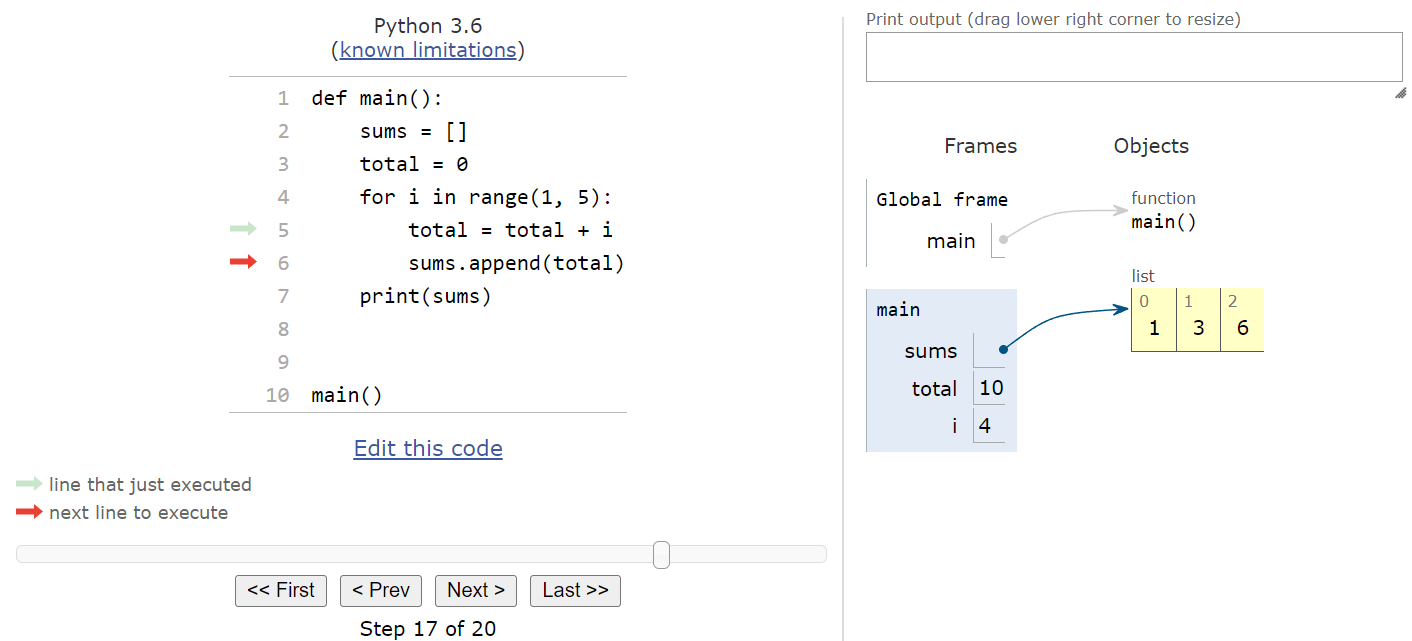 Python 3.6
(known limitations)
1 def main():
2     sums = []
3     total = 0
4     for i in range(1, 5):
5         total = total + i
6         sums.append(total)
7     print(sums)
8
9
10 main()
Edit this code
line that just executed
next line to execute
<< First < Prev Next > Last >>
Step 17 of 20
Print output (drag lower right corner to resize)
Frames Objects
Global frame
main
function
main()
main
sums
total 10
i 4
list
0 1 2
1 3 6